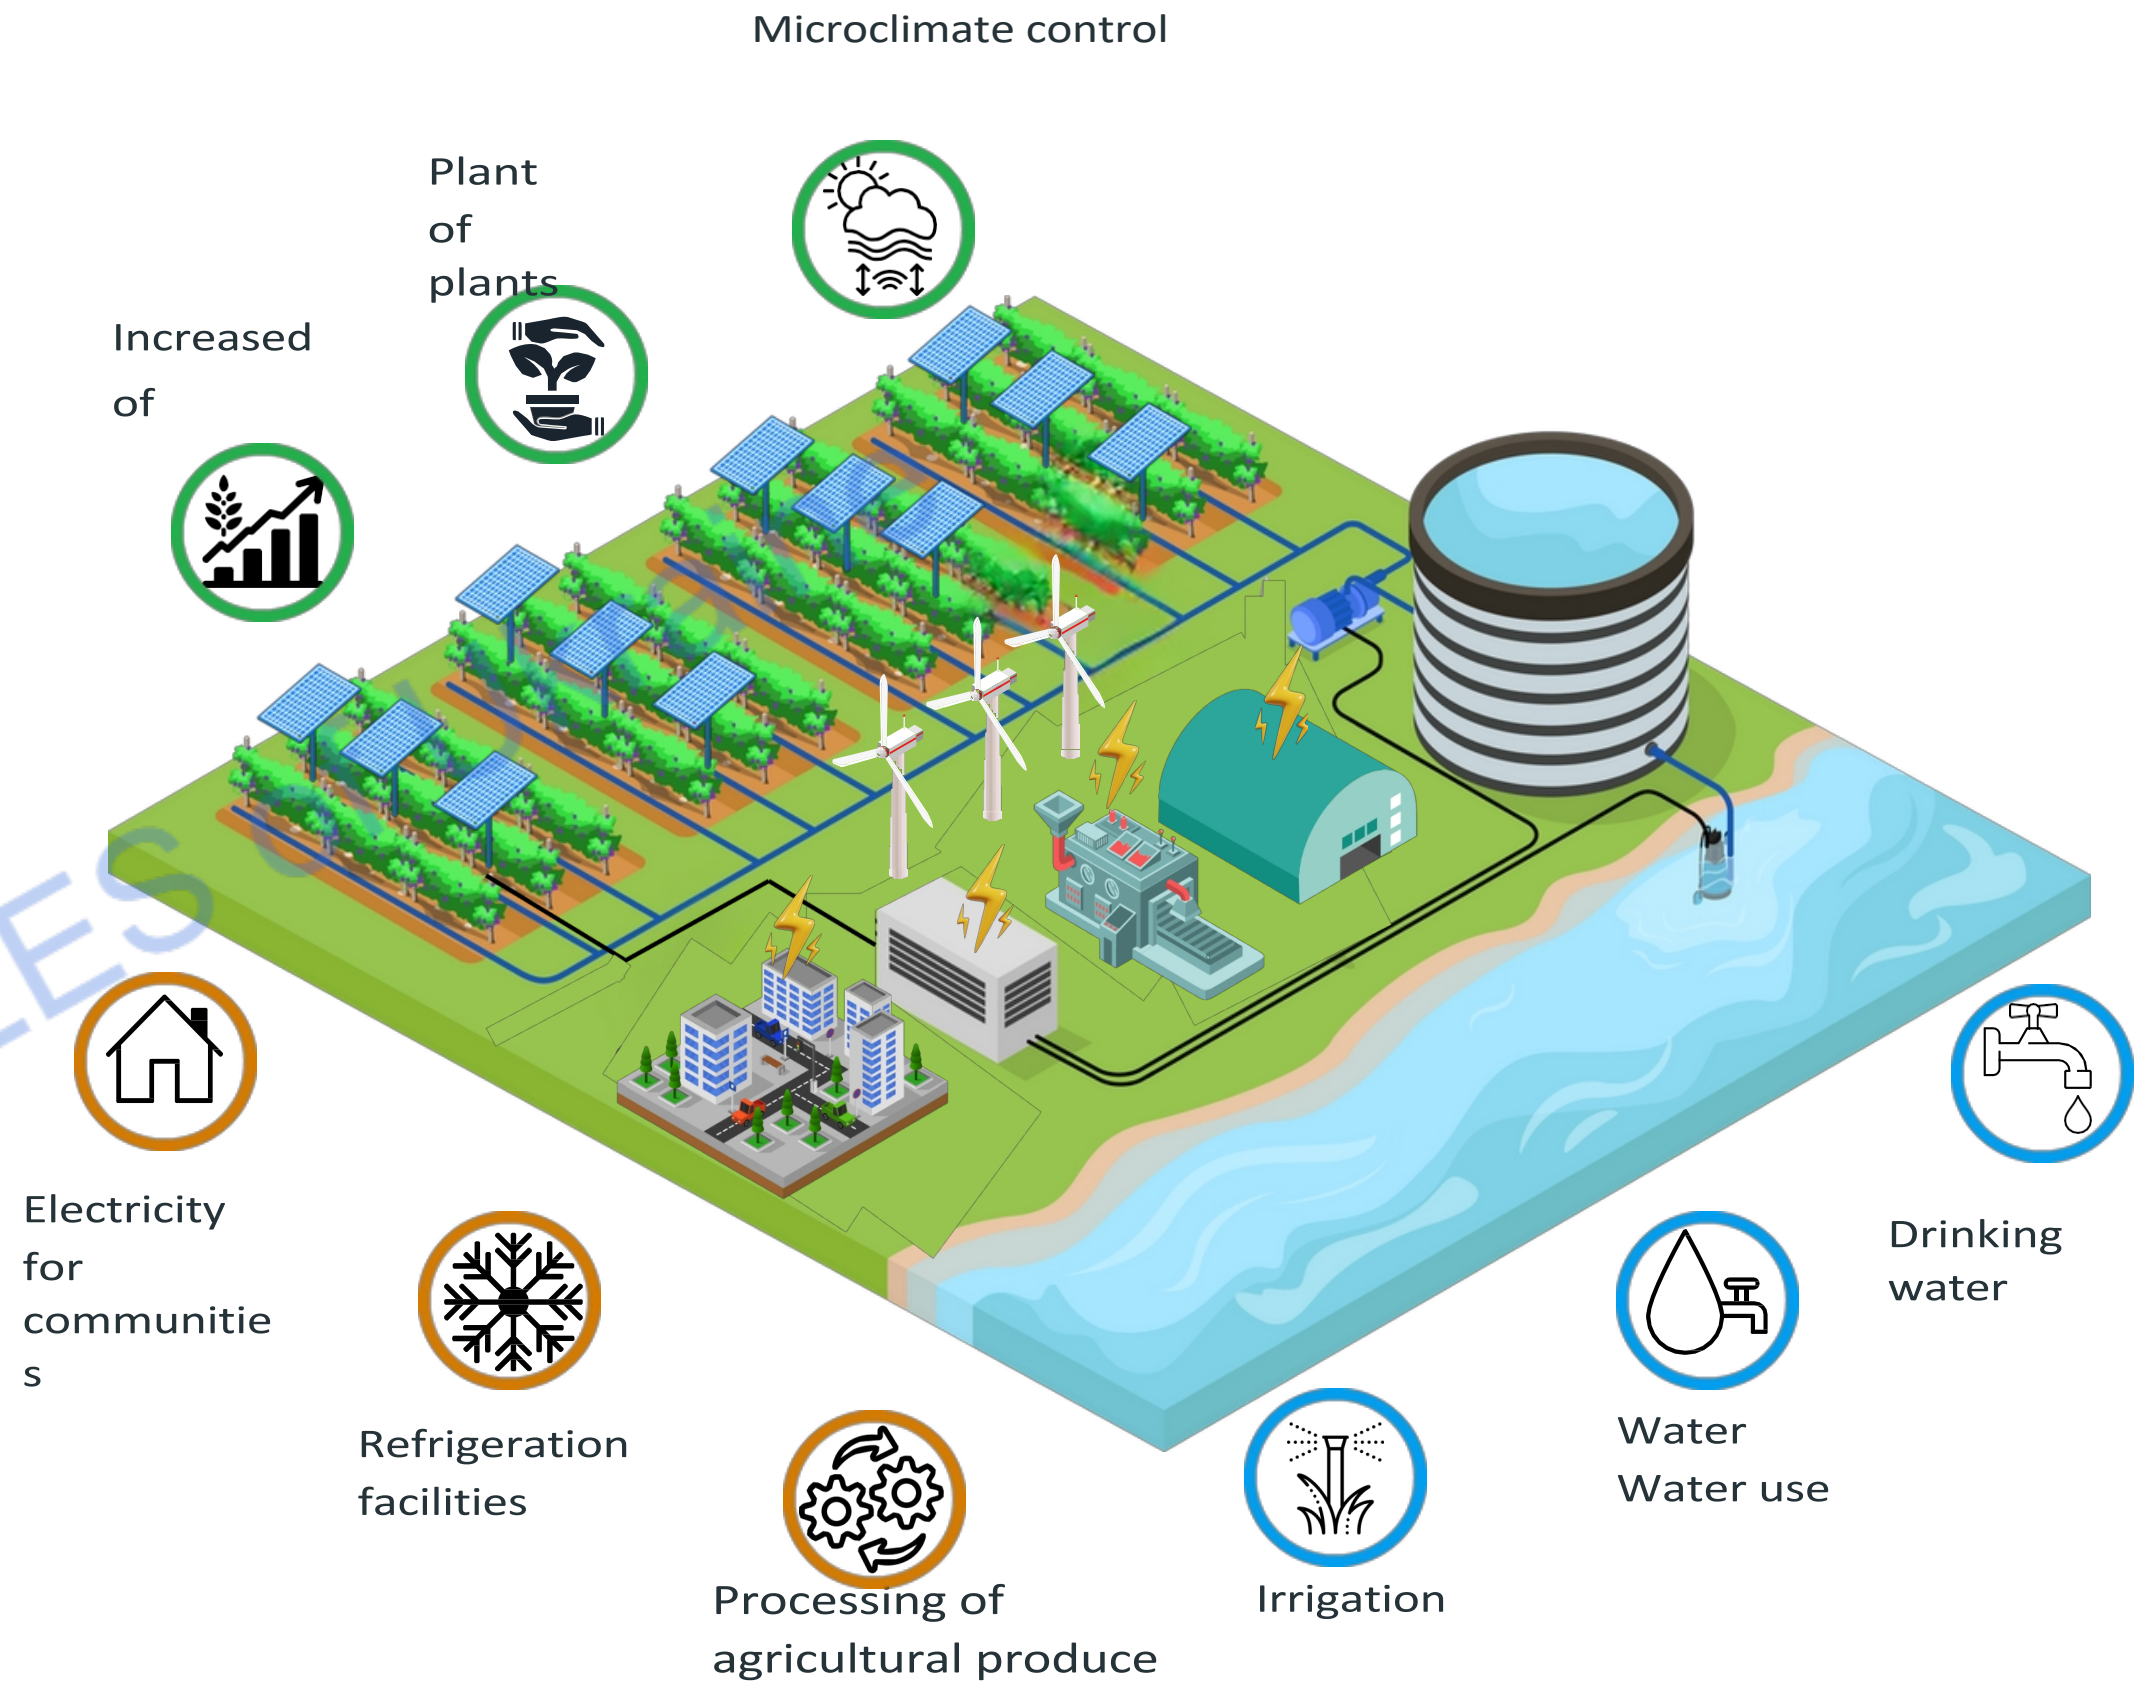 Microclimate control
Plant
of
plants
Increased
of
Electricity
for
communitie
s
Refrigeration
facilities
Processing of
agricultural produce
Irrigation
Water
Water use
Drinking
water